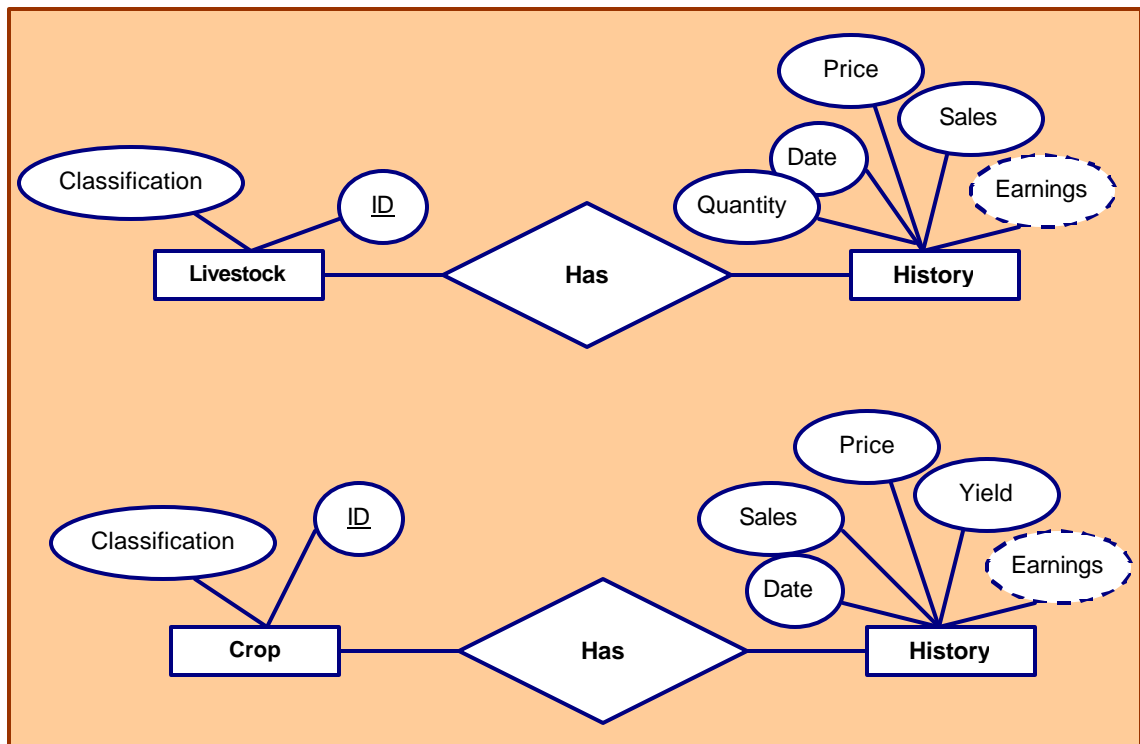 Price
Sales
Date
Classification
Earnings
ID
Quantity
Livestock
Has
History
Price
Yield
ID
Sales
Classification
Earnings
Date
Crop
Has
History